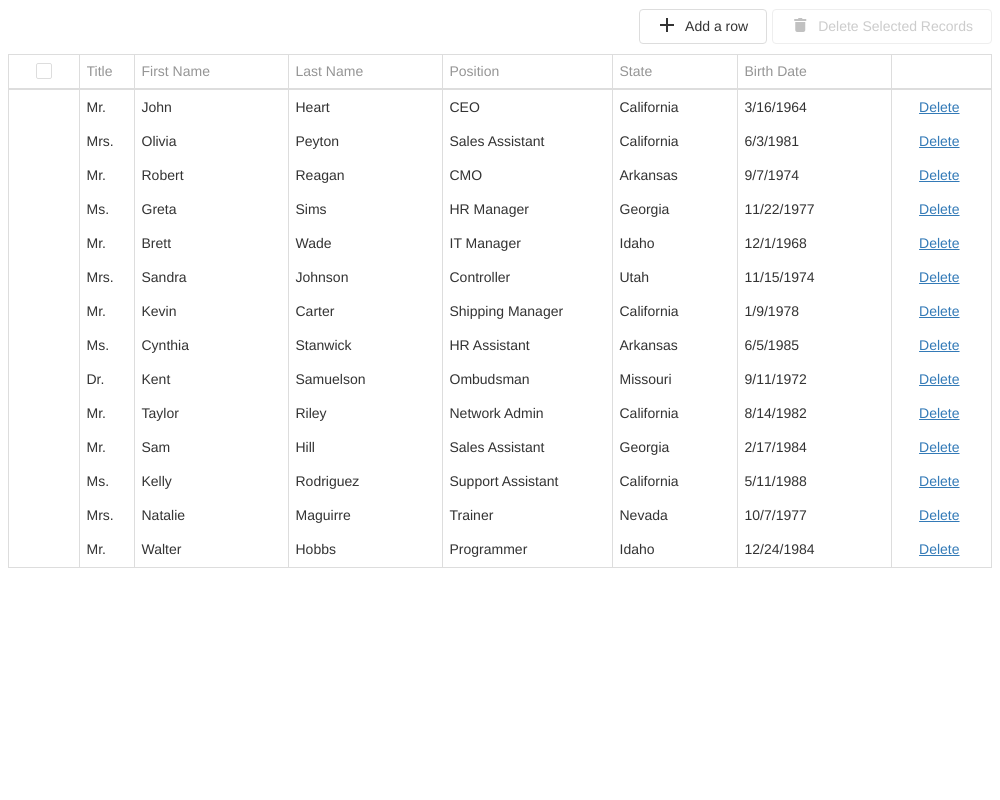 Add a row Delete Selected Records
Title First Name Last Name Position State Birth Date
Mr. John Heart CEO California 3/16/1964 Delete
Mrs. Olivia Peyton Sales Assistant California 6/3/1981 Delete
Mr. Robert Reagan CMO Arkansas 9/7/1974 Delete
Ms. Greta Sims HR Manager Georgia 11/22/1977 Delete
Mr. Brett Wade IT Manager Idaho 12/1/1968 Delete
Mrs. Sandra Johnson Controller Utah 11/15/1974 Delete
Mr. Kevin Carter Shipping Manager California 1/9/1978 Delete
Ms. Cynthia Stanwick HR Assistant Arkansas 6/5/1985 Delete
Dr. Kent Samuelson Ombudsman Missouri 9/11/1972 Delete
Mr. Taylor Riley Network Admin California 8/14/1982 Delete
Mr. Sam Hill Sales Assistant Georgia 2/17/1984 Delete
Ms. Kelly Rodriguez Support Assistant California 5/11/1988 Delete
Mrs. Natalie Maguirre Trainer Nevada 10/7/1977 Delete
Mr. Walter Hobbs Programmer Idaho 12/24/1984 Delete